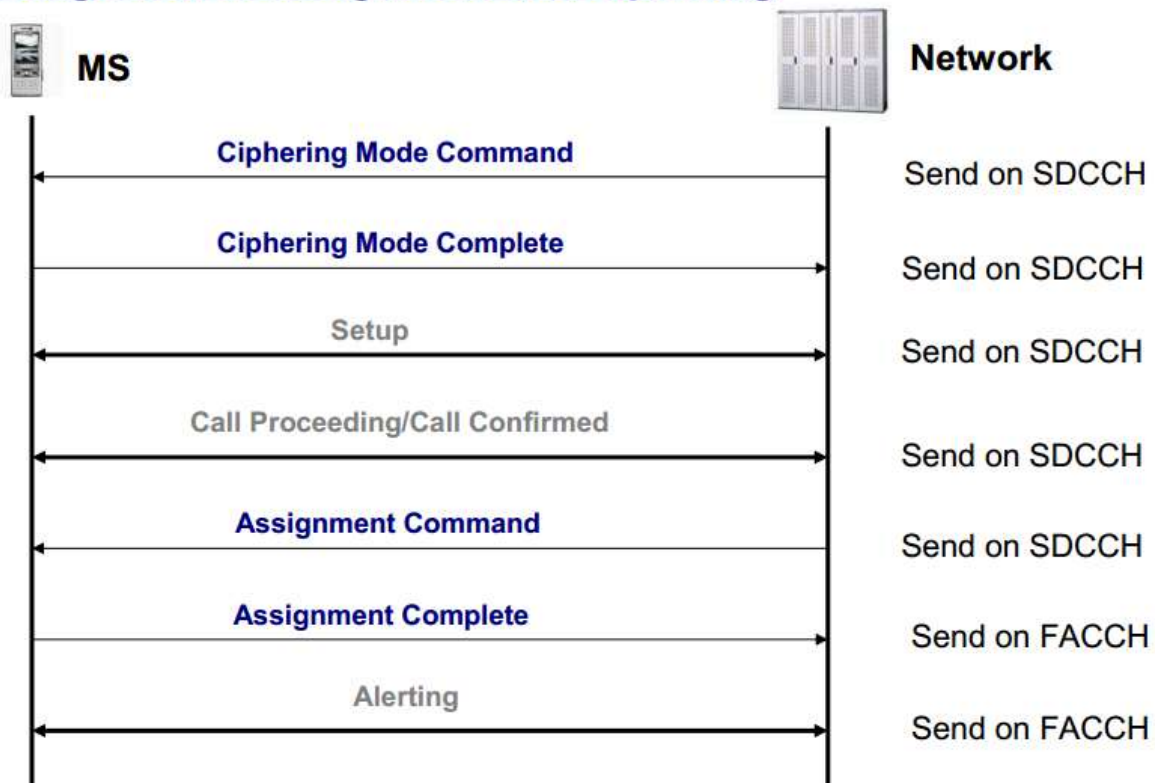 MS
Network
Ciphering Mode Command
Send on SDCCH
Ciphering Mode Complete
Send on SDCCH
Setup
Send on SDCCH
Call Proceeding/Call Confirmed
Send on SDCCH
Assignment Command
Send on SDCCH
Assignment Complete
Send on FACCH
Alerting
Send on FACCH